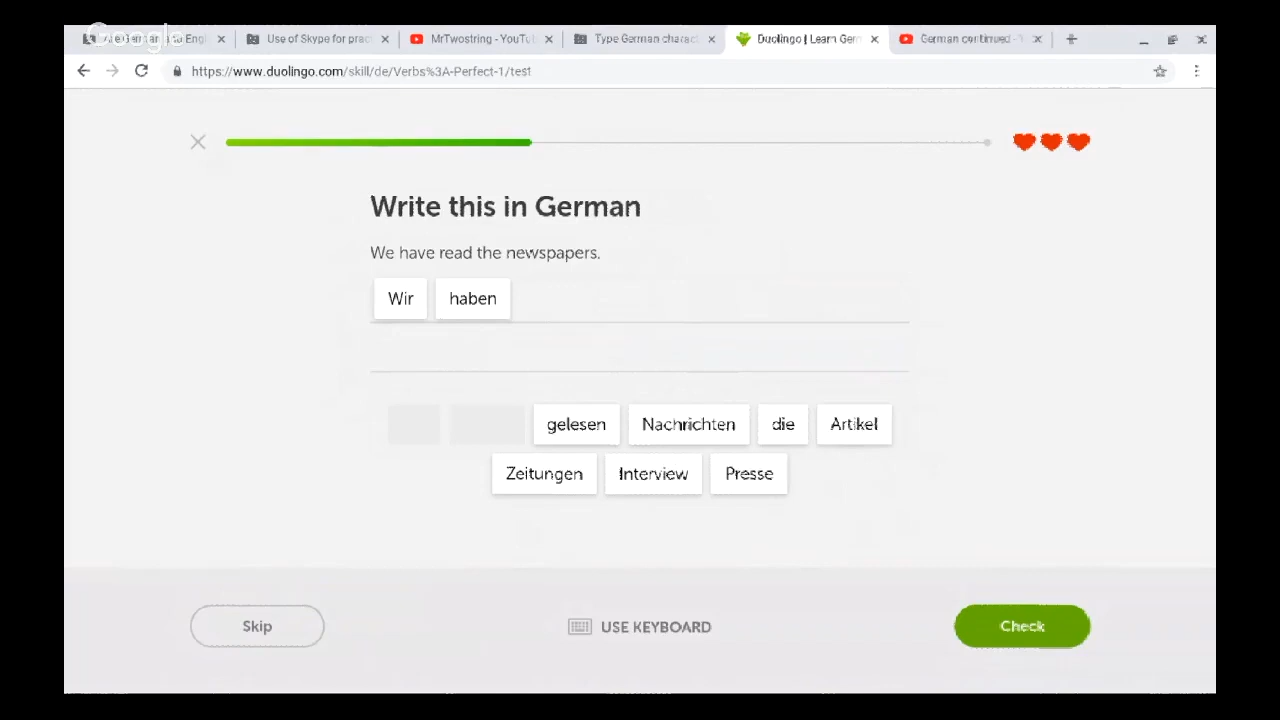 Google
Use of Skype for prac
MrTwostring - YouTu
Type German charac
Duolingo | Learn Ger
German continued - Y
https://www.duolingo.com/skill/de/Verbs%3A-Perfect-1/test
Write this in German
We have read the newspapers.
Wir haben
gelesen Nachrichten die Artikel
Zeitungen Interview Presse
Skip USE KEYBOARD Check